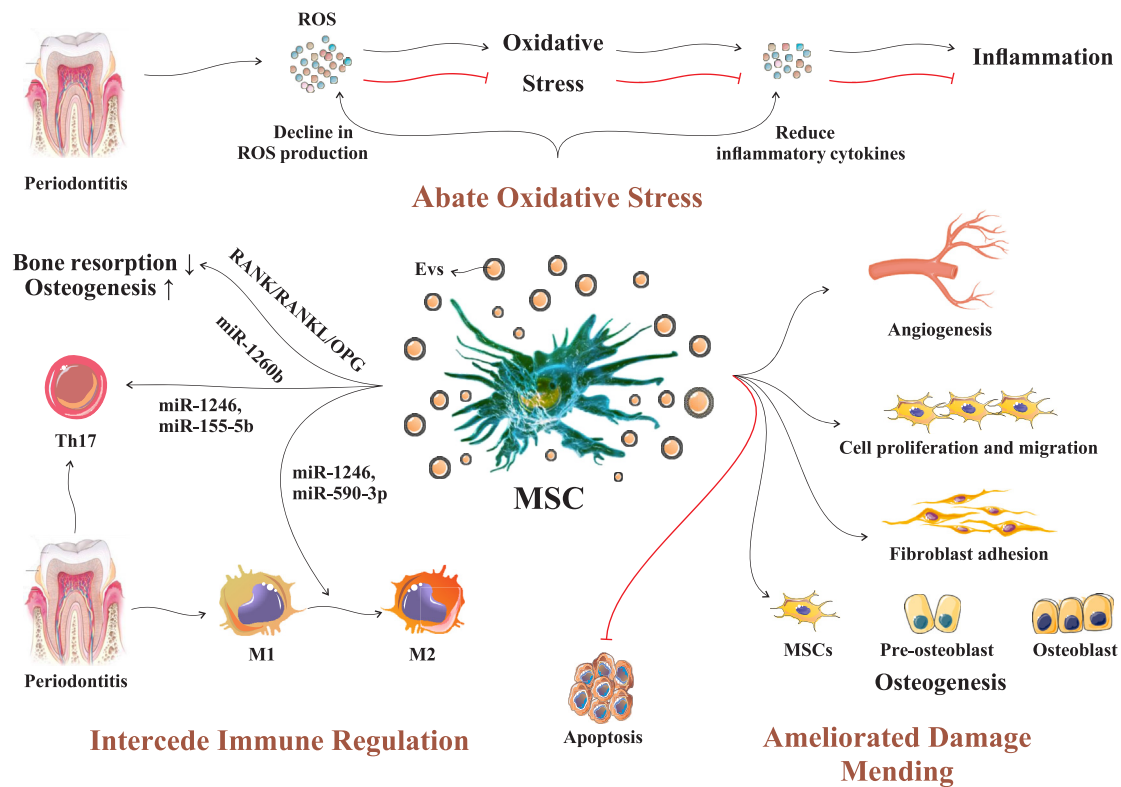 ROS
Oxidative
Stress
Inflammation
Decline in
ROS production
Reduce
inflammatory cytokines
Periodontitis
Abate Oxidative Stress
Bone resorption ↓
Osteogenesis ↑
RANK/RANKL/OPG
miR-1260b
Evs
Angiogenesis
miR-1246,
miR-155-5b
Th17
Cell proliferation and migration
miR-1246,
miR-590-3p
MSC
Fibroblast adhesion
M1
M2
MSCs
Pre-osteoblast
Osteoblast
Periodontitis
Osteogenesis
Apoptosis
Intercede Immune Regulation
Ameliorated Damage
Mending